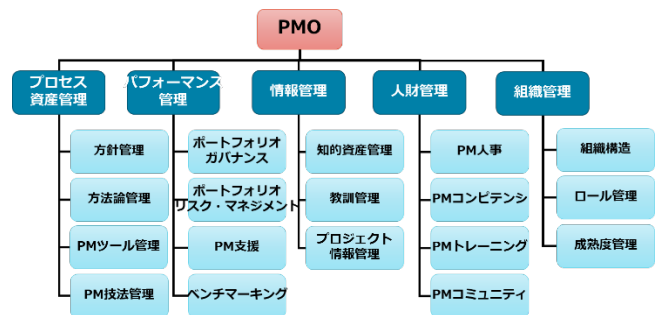 PMO
プロセス
資産管理
パフォーマンス
管理
情報管理
人財管理
組織管理
方針管理
方法論管理
PMツール管理
PM技法管理
ポートフォリオ
ガバナンス
ポートフォリオ
リスク・マネジメント
PM支援
ベンチマーキング
知的資産管理
教訓管理
プロジェクト
情報管理
PM人事
PMコンピテンシ
PMトレーニング
PMコミュニティ
組織構造
ロール管理
成熟度管理